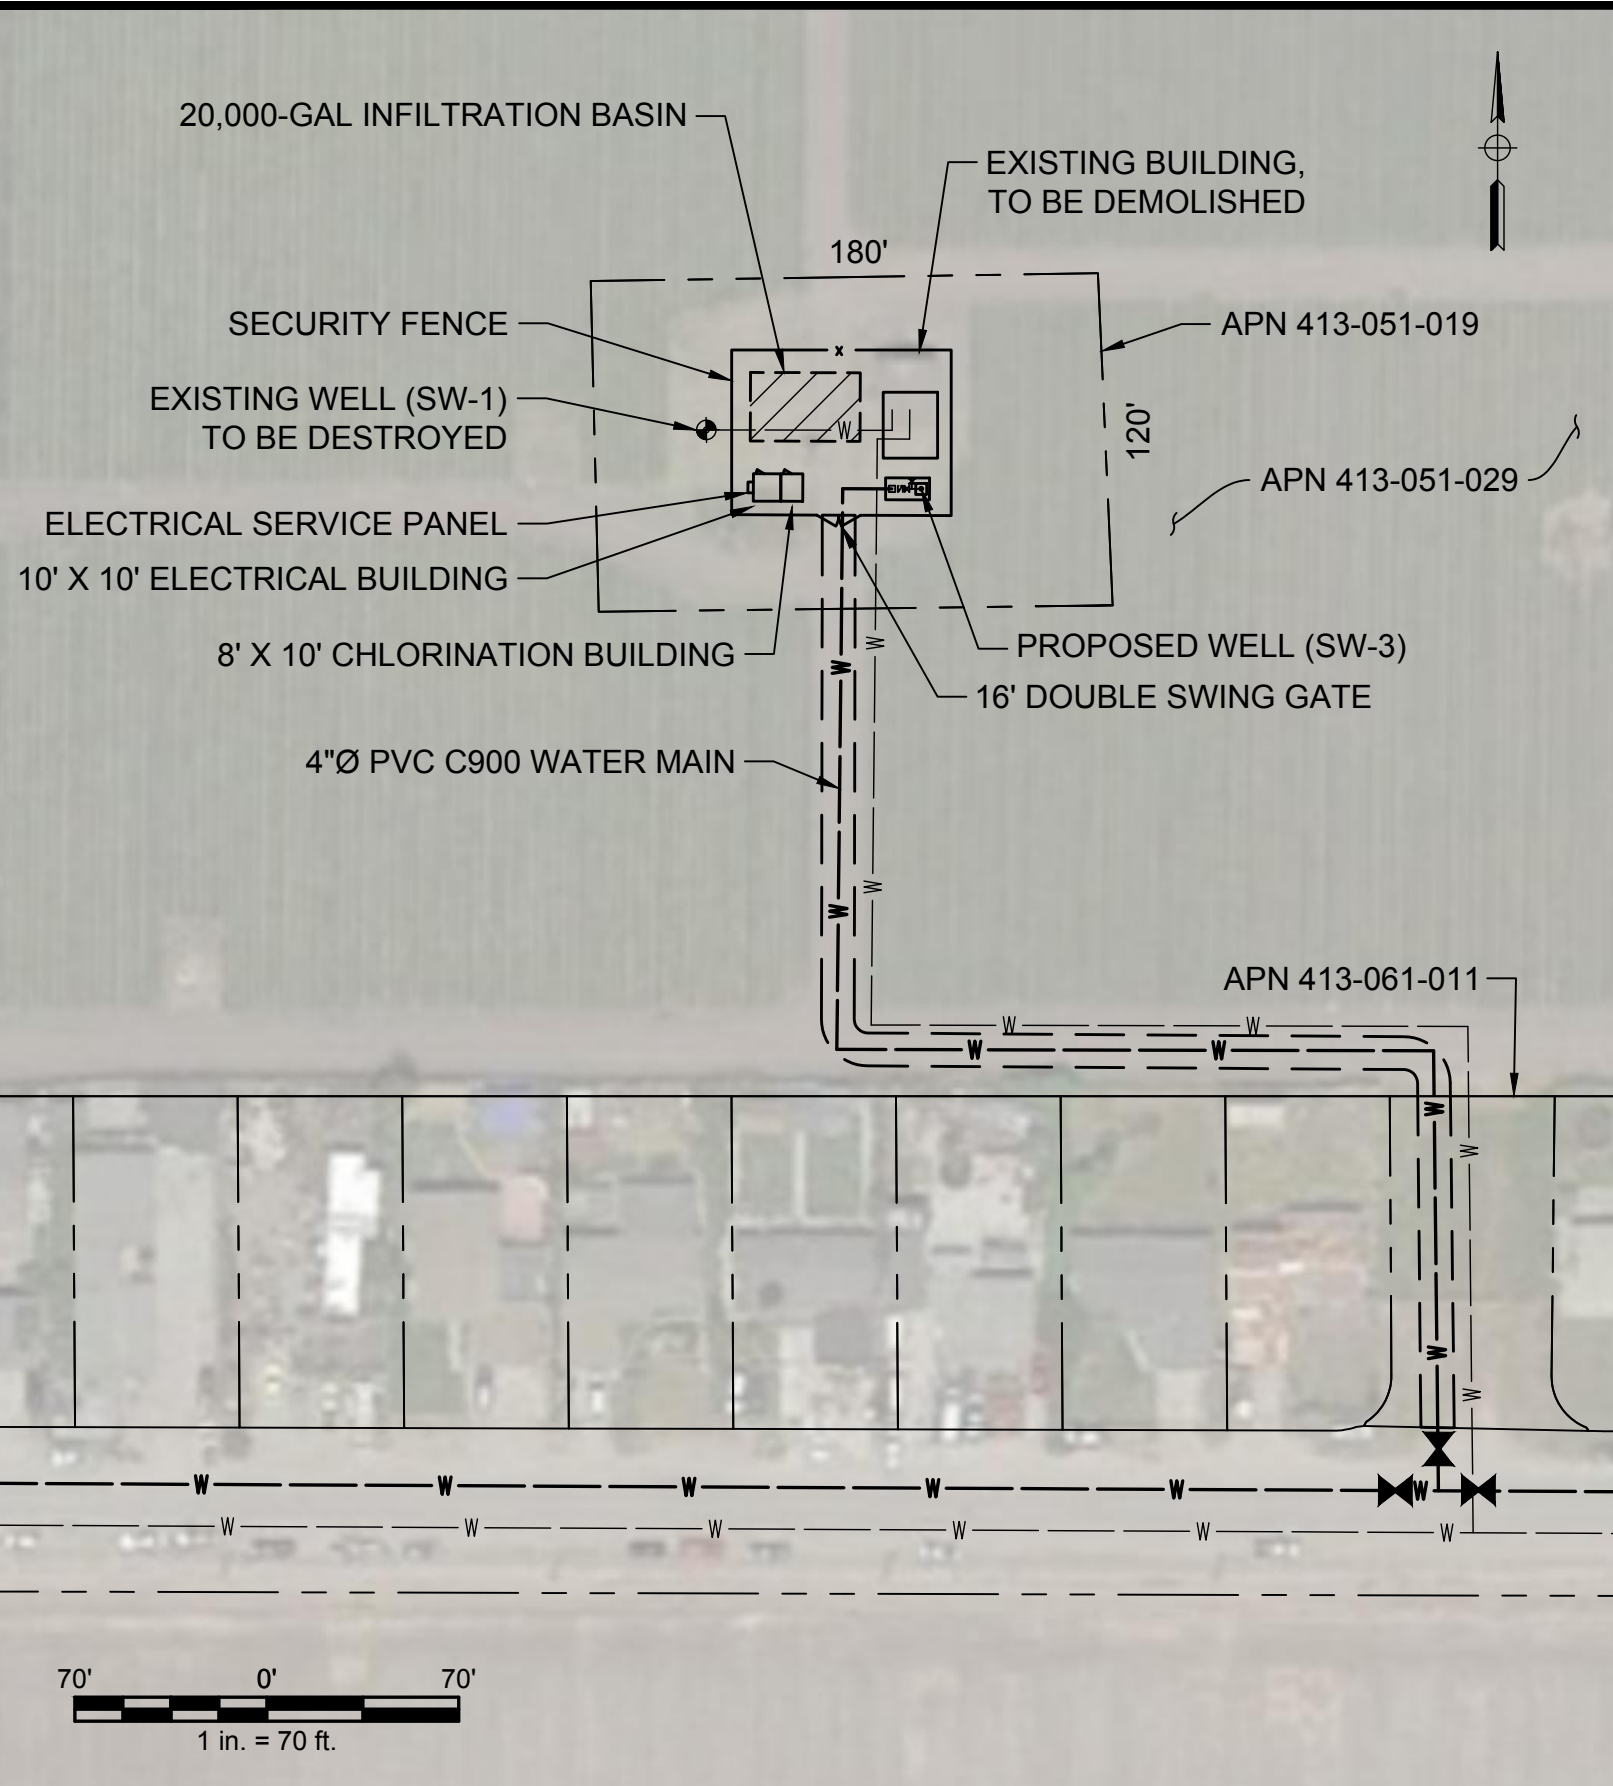 20,000-GAL INFILTRATION BASIN
EXISTING BUILDING,
TO BE DEMOLISHED
180'
SECURITY FENCE
APN 413-051-019
x
EXISTING WELL (SW-1)
TO BE DESTROYED
W
120'
APN 413-051-029
ELECTRICAL SERVICE PANEL
10' X 10' ELECTRICAL BUILDING
8' X 10' CHLORINATION BUILDING
PROPOSED WELL (SW-3)
W
W
16' DOUBLE SWING GATE
4"Ø PVC C900 WATER MAIN
W
W
APN 413-061-011
W W
W W
W
W
W
W
W W W W W W
W W W W W W
70' 0' 70'
1 in. = 70 ft.